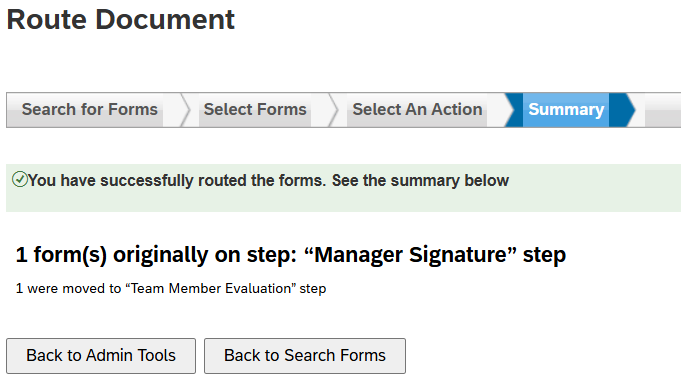 Route Document
Search for Forms
Select Forms
Select An Action
Summary
You have successfully routed the forms. See the summary below
1 form(s) originally on step: “Manager Signature” step
1 were moved to “Team Member Evaluation” step
Back to Admin Tools
Back to Search Forms